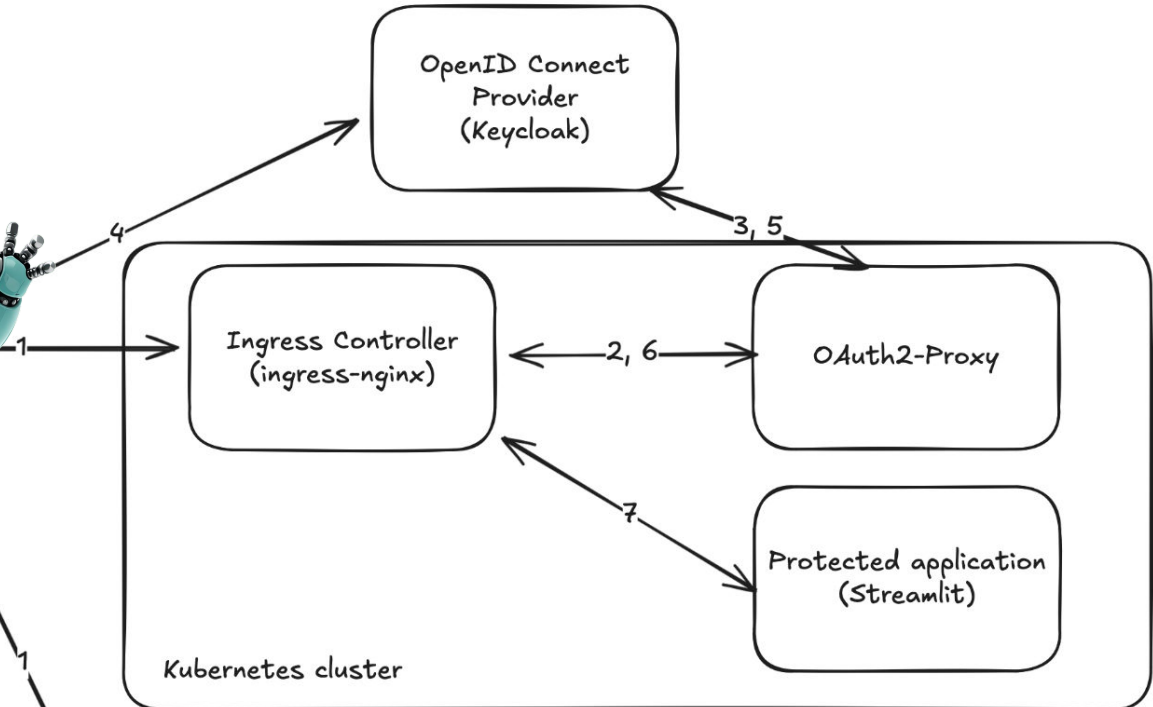 OpenID Connect
Provider
(Keycloak)
4
3, 5
1
Ingress Controller
(ingress-nginx)
2, 6
OAuth2-Proxy
7
Protected application
(Streamlit)
1
Kubernetes cluster